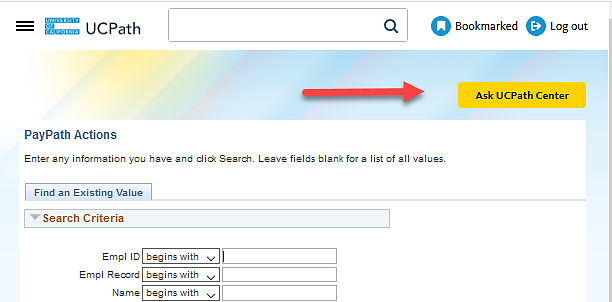 UNIVERSITY
OF
CALIFORNIA
UCPath
Bookmarked
Log out
Ask UCPath Center
PayPath Actions
Enter any information you have and click Search. Leave fields blank for a list of all values.
Find an Existing Value
Search Criteria
Empl ID begins with
Empl Record begins with
Name begins with